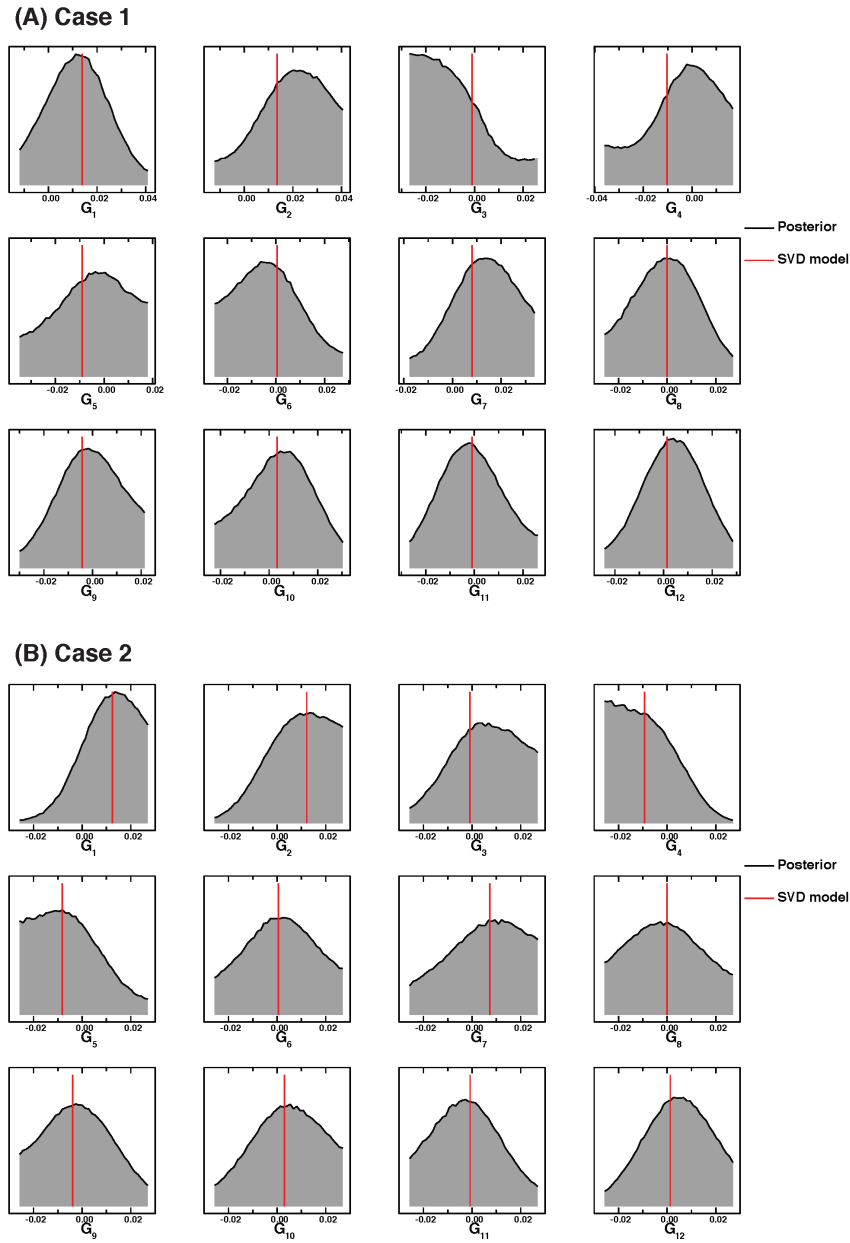 (A) Case 1
0.00 0.02 0.04
G1
0.00 0.02 0.04
G2
-0.02 0.00 0.02
G3
-0.04 -0.02 0.00
G4
Posterior
SVD model
-0.02 0.00 0.02
G5
-0.02 0.00 0.02
G6
-0.02 0.00 0.02
G7
-0.02 0.00 0.02
G8
-0.02 0.00 0.02
G9
-0.02 0.00 0.02
G10
-0.02 0.00 0.02
G11
-0.02 0.00 0.02
G12
(B) Case 2
-0.02 0.00 0.02
G1
-0.02 0.00 0.02
G2
-0.02 0.00 0.02
G3
-0.02 0.00 0.02
G4
Posterior
SVD model
-0.02 0.00 0.02
G5
-0.02 0.00 0.02
G6
-0.02 0.00 0.02
G7
-0.02 0.00 0.02
G8
-0.02 0.00 0.02
G9
-0.02 0.00 0.02
G10
-0.02 0.00 0.02
G11
-0.02 0.00 0.02
G12